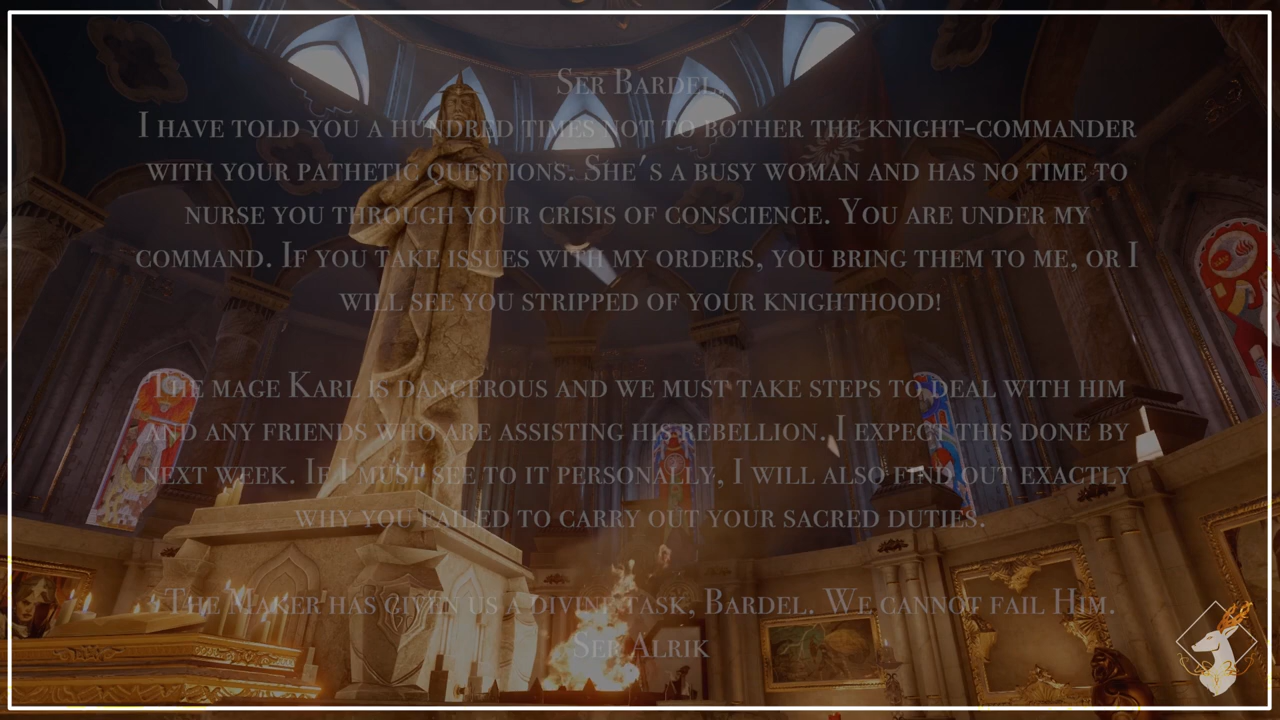 Ser Bardel,
I have told you a hundred times not to bother the knight-commander
with your pathetic questions. She's a busy woman and has no time to
nurse you through your crisis of conscience. You are under my
command. If you take issues with my orders, you bring them to me, or I
will see you stripped of your knighthood!
The mage Karl is dangerous and we must take steps to deal with him
and any friends who are assisting his rebellion. I expect this done by
next week. If I must see to it personally, I will also find out exactly
why you failed to carry out your sacred duties.
The Maker has given us a divine task, Bardel. We cannot fail Him.
Ser Alrik